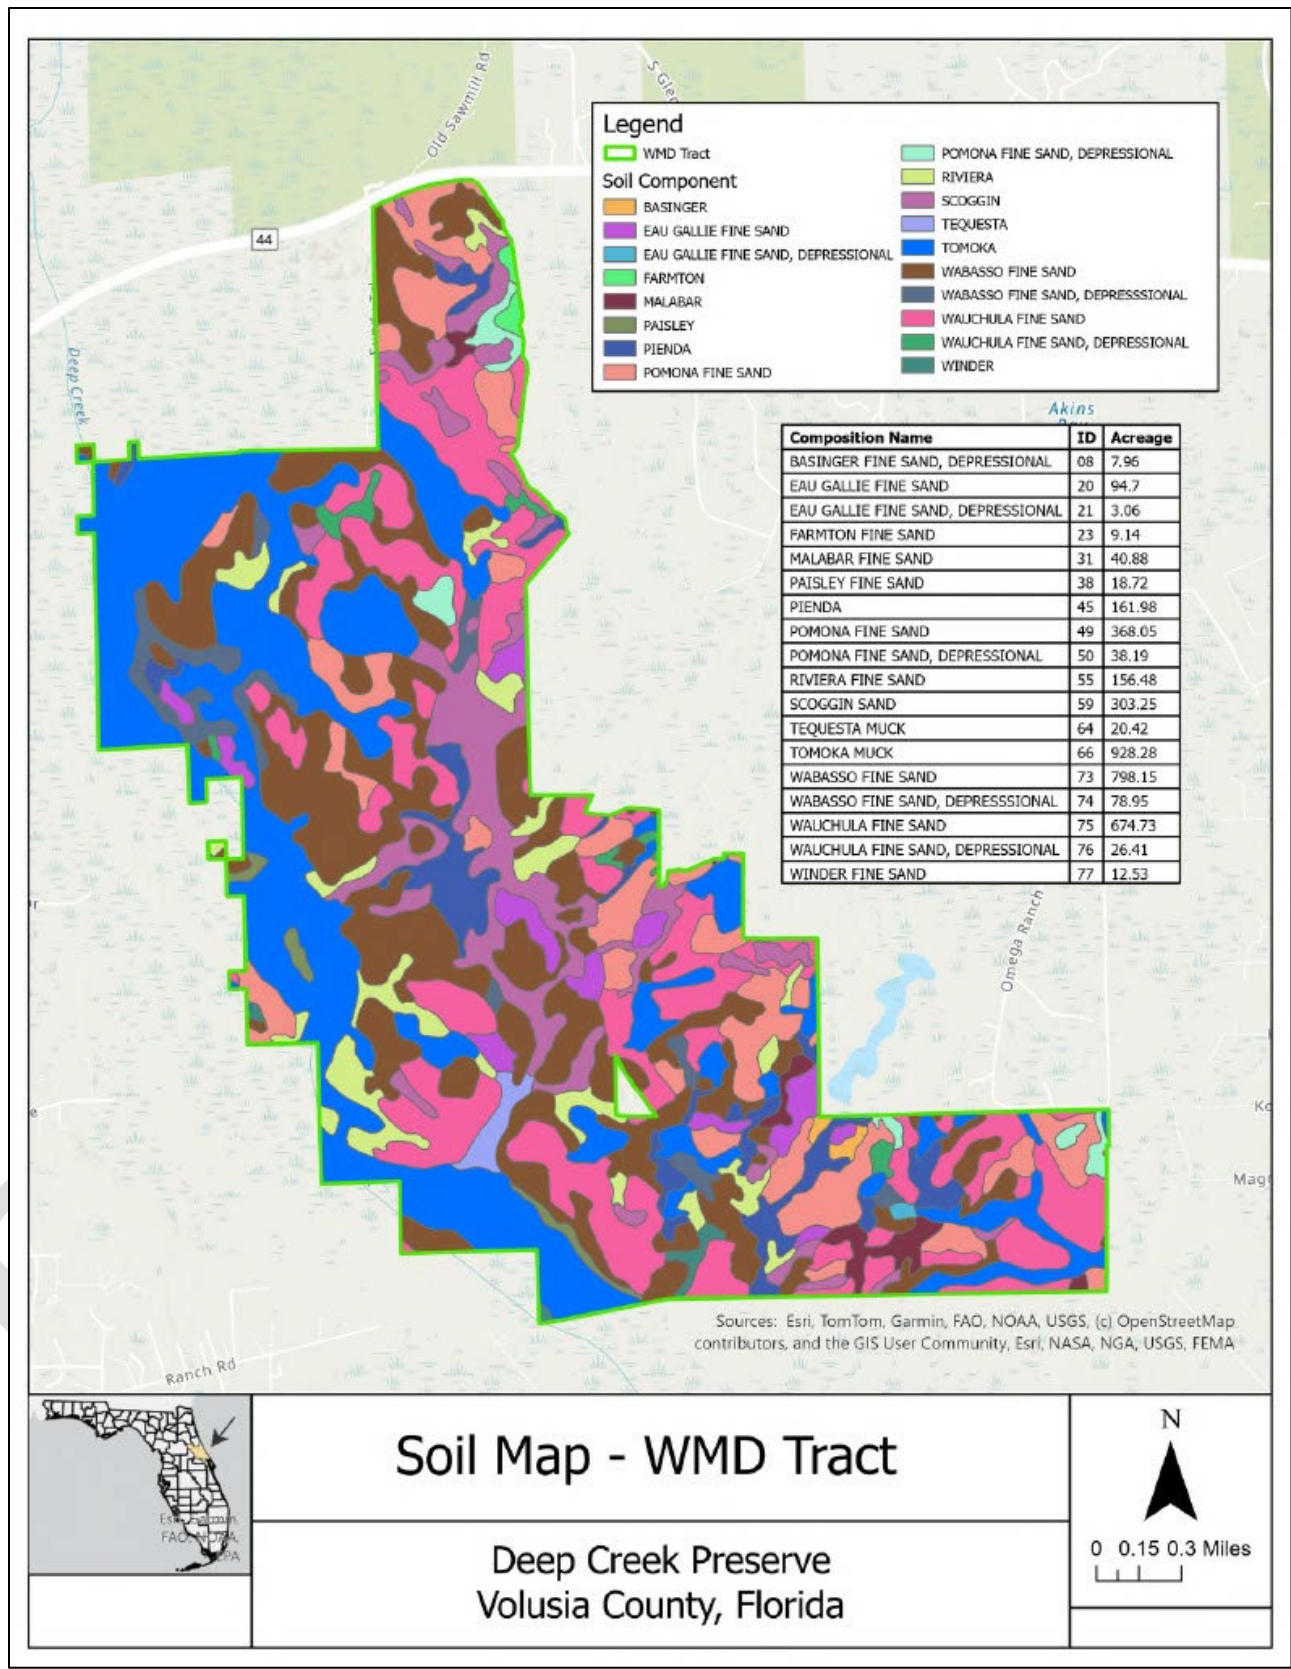 Old Sawmill Rd
S Glen
44
Deep Creek
Legend
WMD Tract
Soil Component
BASINGER
EAU GALLIE FINE SAND
EAU GALLIE FINE SAND, DEPRESSIONAL
FARMTON
MALABAR
PAISLEY
PIENDA
POMONA FINE SAND
POMONA FINE SAND, DEPRESSIONAL
RIVIERA
SCOGGIN
TEQUESTA
TOMOKA
WABASSO FINE SAND
WABASSO FINE SAND, DEPRESSSIONAL
WAUCHULA FINE SAND
WAUCHULA FINE SAND, DEPRESSIONAL
WINDER
Akins
Composition Name ID Acreage
BASINGER FINE SAND, DEPRESSIONAL 08 7.96
EAU GALLIE FINE SAND 20 94.7
EAU GALLIE FINE SAND, DEPRESSIONAL 21 3.06
FARMTON FINE SAND 23 9.14
MALABAR FINE SAND 31 40.88
PAISLEY FINE SAND 38 18.72
PIENDA 45 161.98
POMONA FINE SAND 49 368.05
POMONA FINE SAND, DEPRESSIONAL 50 38.19
RIVIERA FINE SAND 55 156.48
SCOGGIN SAND 59 303.25
TEQUESTA MUCK 64 20.42
TOMOKA MUCK 66 928.28
WABASSO FINE SAND 73 798.15
WABASSO FINE SAND, DEPRESSSIONAL 74 78.95
WAUCHULA FINE SAND 75 674.73
WAUCHULA FINE SAND, DEPRESSIONAL 76 26.41
WINDER FINE SAND 77 12.53
Omega Ranch
Ko
Ranch Rd
Sources: Esri, TomTom, Garmin, FAO, NOAA, USGS, (c) OpenStreetMap
contributors, and the GIS User Community, Esri, NASA, NGA, USGS, FEMA
Esri, Garmin,
FAO, NOAA,
EPA
Soil Map - WMD Tract
Deep Creek Preserve
Volusia County, Florida
N
0 0.15 0.3 Miles